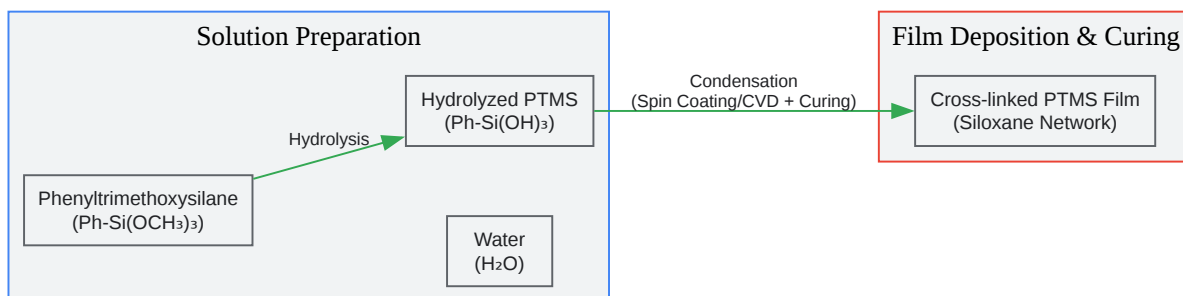 Solution Preparation
Film Deposition & Curing
Hydrolyzed PTMS
(Ph-Si(OH)₃)
Condensation
(Spin Coating/CVD + Curing)
Cross-linked PTMS Film
(Siloxane Network)
Hydrolysis
Phenyltrimethoxysilane
(Ph-Si(OCH₃)₃)
Water
(H₂O)